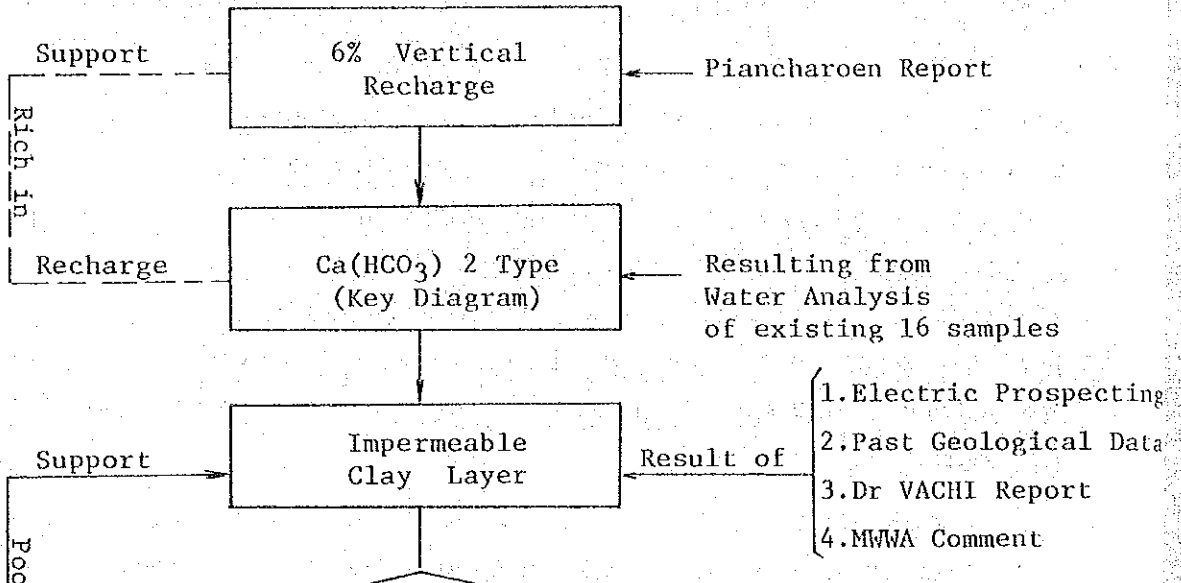 Support
6% Vertical
Recharge
Piancharoen Report
Rich in
Recharge
Ca(HCO3) 2 Type
(Key Diagram)
Resulting from
Water Analysis
of existing 16 samples
Support
Impermeable
Clay Layer
Result of
1.Electric Prospecting
2.Past Geological Data
3.Dr VACHI Report
4.MWWA Comment